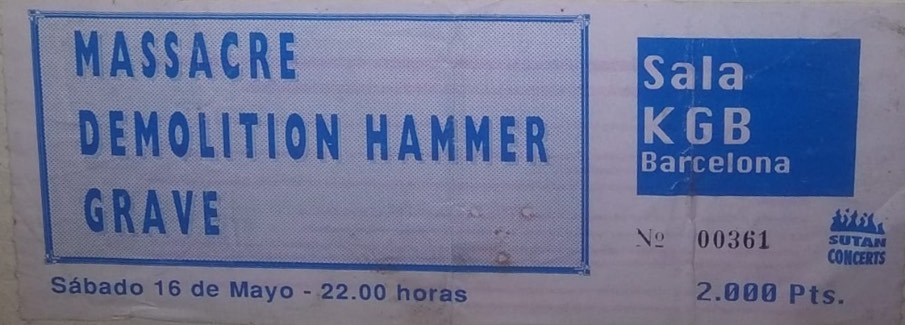 MASSACRE
DEMOLITION HAMMER
GRAVE
Sábado 16 de Mayo - 22.00 horas
Sala
KGB
Barcelona
Nº 00361
SUTAN
CONCERTS
2.000 Pts.